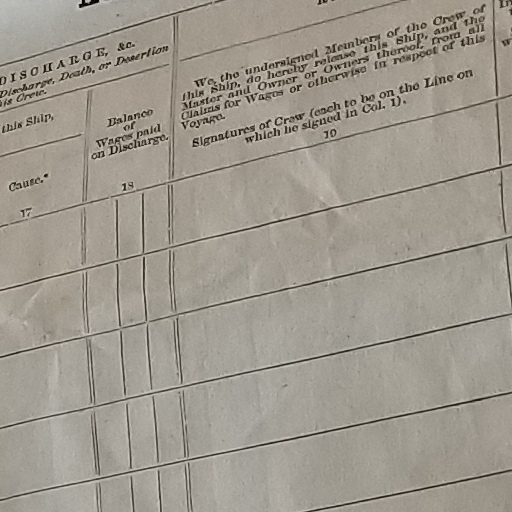 DISCHARGE, &c.
Discharge, Death, or Desertion
is Crew.
this Ship,
Cause.*
17
Balance
of
Wages paid
on Discharge.
18
We, the undersigned Members of the Crew of
this Ship, do hereby release this Ship, and the
Master and Owner or Owners thereof, from all
Claims for Wages or otherwise in respect of this
Voyage.
Signatures of Crew (each to be on the Line on
which he signed in Col. 1).
19